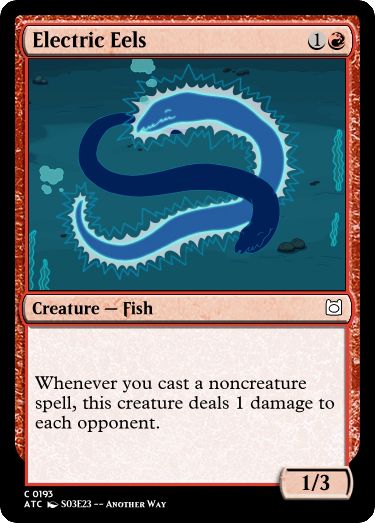 Electric Eels 1
Creature — Fish
Whenever you cast a noncreature
spell, this creature deals 1 damage to
each opponent.
1/3
C 0193
ATC S03E23 -- Another Way